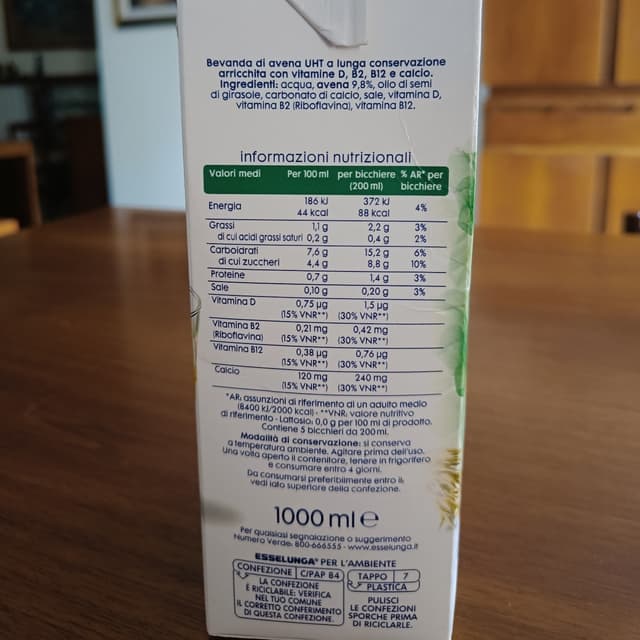 Bevanda di avena UHT a lunga conservazione
arricchita con vitamine D, B2, B12 e calcio.
Ingredienti: acqua, avena 9,8%, olio di semi
di girasole, carbonato di calcio, sale, vitamina D,
vitamina B2 (Riboflavina), vitamina B12.
informazioni nutrizionali
Valori medi Per 100 ml per bicchiere (200 ml) % AR* per bicchiere
Energia 186 kJ 372 kJ 4%
44 kcal 88 kcal
Grassi 1,1 g 2,2 g 3%
di cui acidi grassi saturi 0,2 g 0,4 g 2%
Carboidrati 7,6 g 15,2 g 6%
di cui zuccheri 4,4 g 8,8 g 10%
Proteine 0,7 g 1,4 g 3%
Sale 0,10 g 0,20 g 3%
Vitamina D 0,75 µg 1,5 µg
(15% VNR**) (30% VNR**)
Vitamina B2 0,21 mg 0,42 mg
(Riboflavina) (15% VNR**) (30% VNR**)
Vitamina B12 0,38 µg 0,76 µg
(15% VNR**) (30% VNR**)
Calcio 120 mg 240 mg
(15% VNR**) (30% VNR**)
*AR: assunzioni di riferimento di un adulto medio
(8400 kJ/2000 kcal) - **VNR: valore nutritivo
di riferimento - Lattosio: 0,0 g per 100 ml di prodotto.
Contiene 5 bicchieri da 200 ml.
Modalità di conservazione: si conserva
a temperatura ambiente. Agitare prima dell'uso.
Una volta aperto il contenitore, tenere in frigorifero
e consumare entro 4 giorni.
Da consumarsi preferibilmente entro il:
vedi lato superiore della confezione.
1000 ml e
Per qualsiasi segnalazione o suggerimento
Numero Verde: 800-666555 - www.esselunga.it
ESSELUNGA® PER L'AMBIENTE
CONFEZIONE C/PAP 84
LA CONFEZIONE
È RICICLABILE: VERIFICA
NEL TUO COMUNE
IL CORRETTO CONFERIMENTO
DI QUESTA CONFEZIONE.
TAPPO 7
PLASTICA
PULISCI
LE CONFEZIONI
SPORCHE PRIMA
DI RICICLARLE.